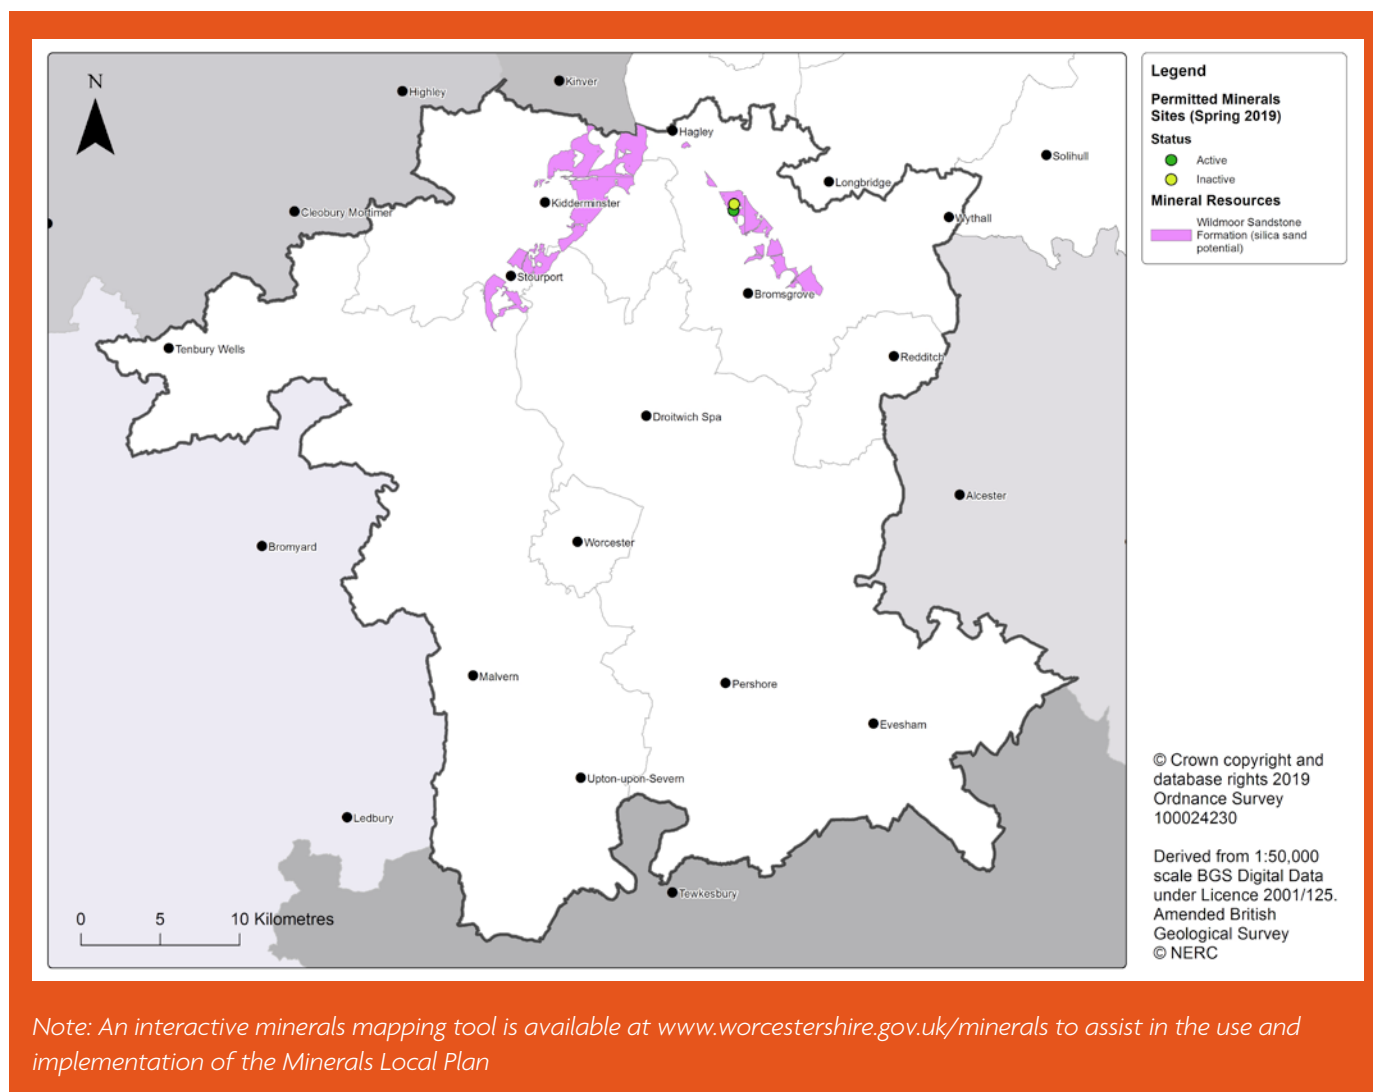 N
Highley
Kinver
Hagley
Solihull
Longbridge
Cleobury Mortimer
Kidderminster
Wythall
Stourport
Bromsgrove
Tenbury Wells
Redditch
Droitwich Spa
Alcester
Bromyard
Worcester
Malvern
Pershore
Evesham
Upton-upon-Severn
Ledbury
Tewkesbury
0 5 10 Kilometres
Legend
Permitted Minerals
Sites (Spring 2019)
Status
Active
Inactive
Mineral Resources
Wildmoor Sandstone
Formation (silica sand
potential)
© Crown copyright and
database rights 2019
Ordnance Survey
100024230
Derived from 1:50,000
scale BGS Digital Data
under Licence 2001/125.
Amended British
Geological Survey
© NERC
Note: An interactive minerals mapping tool is available at www.worcestershire.gov.uk/minerals to assist in the use and
implementation of the Minerals Local Plan